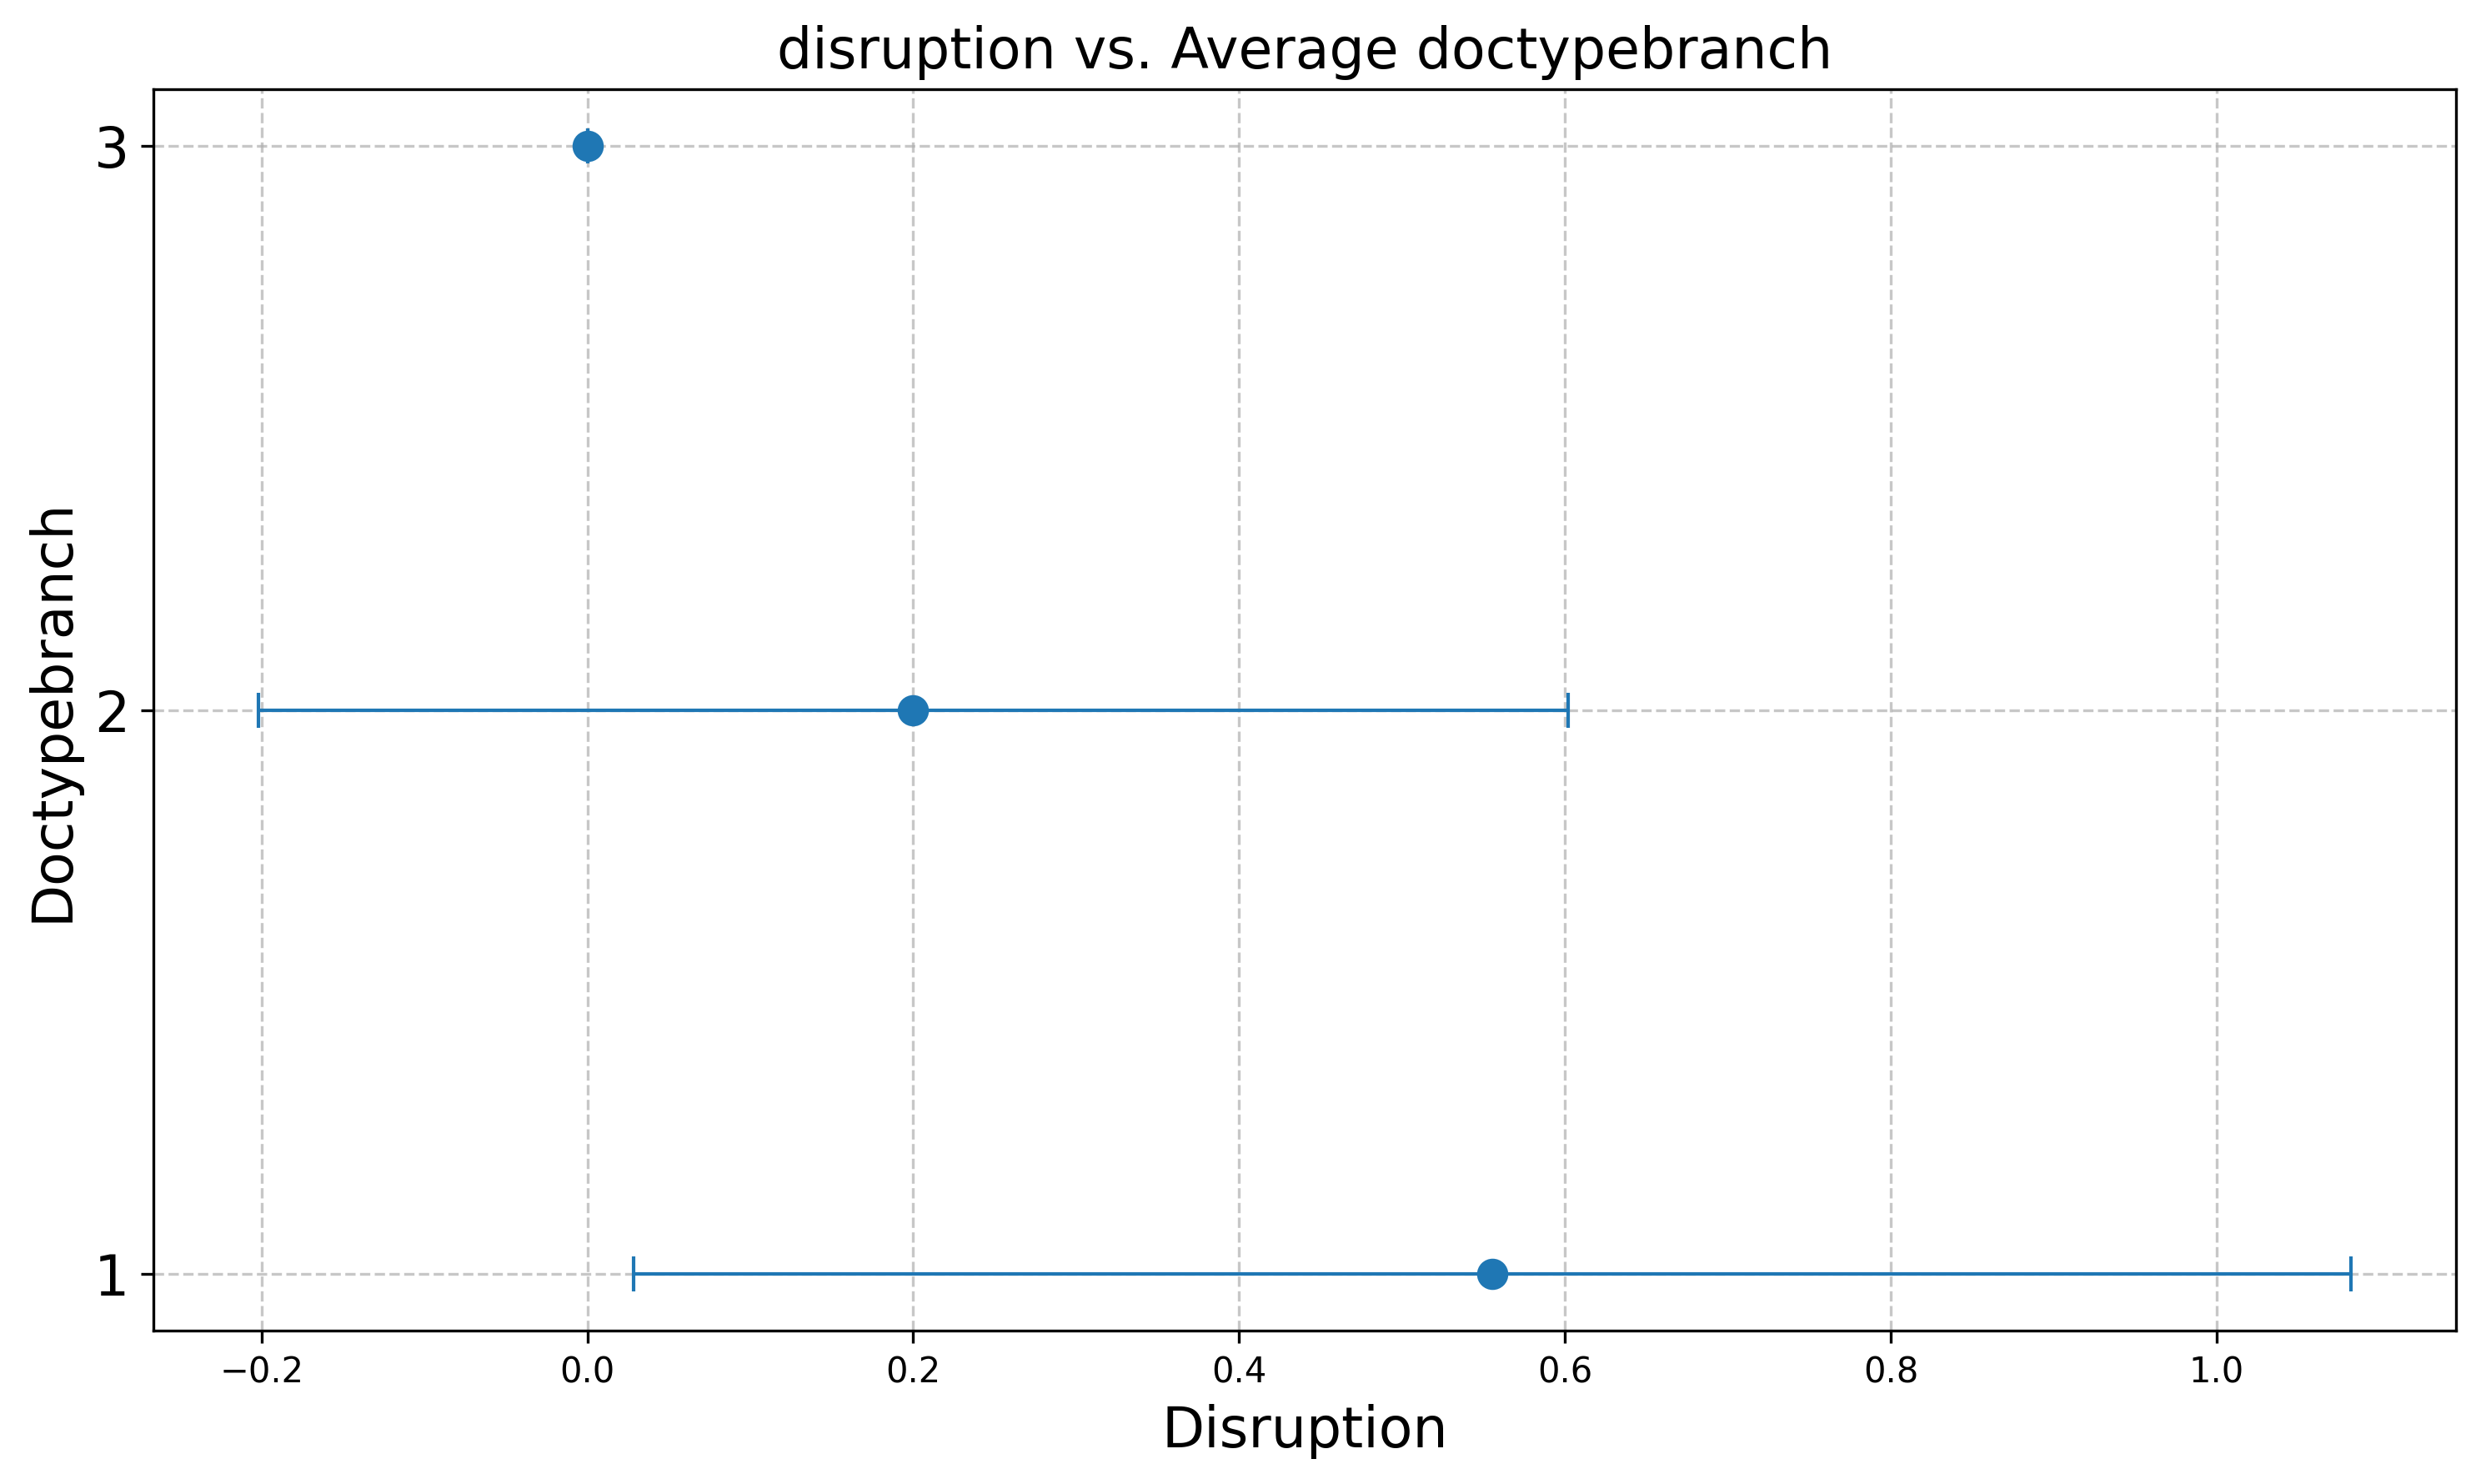 disruption vs. Average doctypebranch
Doctypebranch
3
2
1
−0.2 0.0 0.2 0.4 0.6 0.8 1.0
Disruption